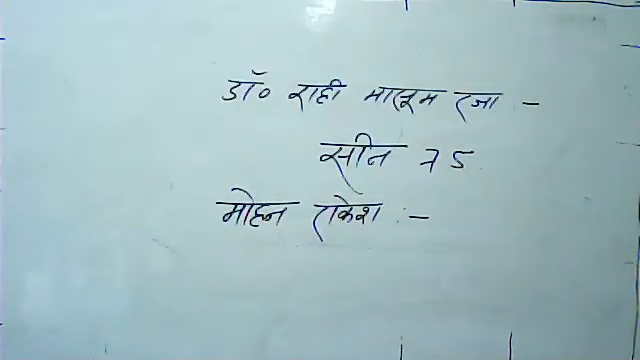 डॉ० राही मासूम रजा -
सीन 75
मोहन राकेश :-